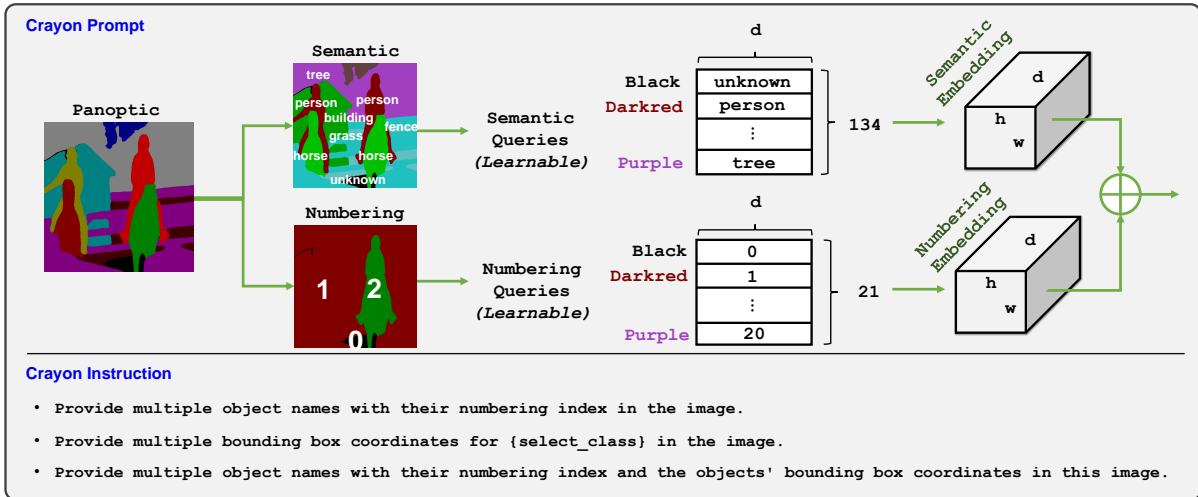 Crayon Prompt
Panoptic
Semantic
tree
person
person
building
fence
grass
horse
horse
unknown
Numbering
1
2
0
Semantic
Queries
(Learnable)
Numbering
Queries
(Learnable)
d
Black
unknown
Darkred
person
⋮
Purple
tree
134
d
Black
0
Darkred
1
⋮
Purple
20
21
Semantic
Embedding
d
h
w
Numbering
Embedding
d
h
w
Crayon Instruction
• Provide multiple object names with their numbering index in the image.
• Provide multiple bounding box coordinates for {select_class} in the image.
• Provide multiple object names with their numbering index and the objects' bounding box coordinates in this image.